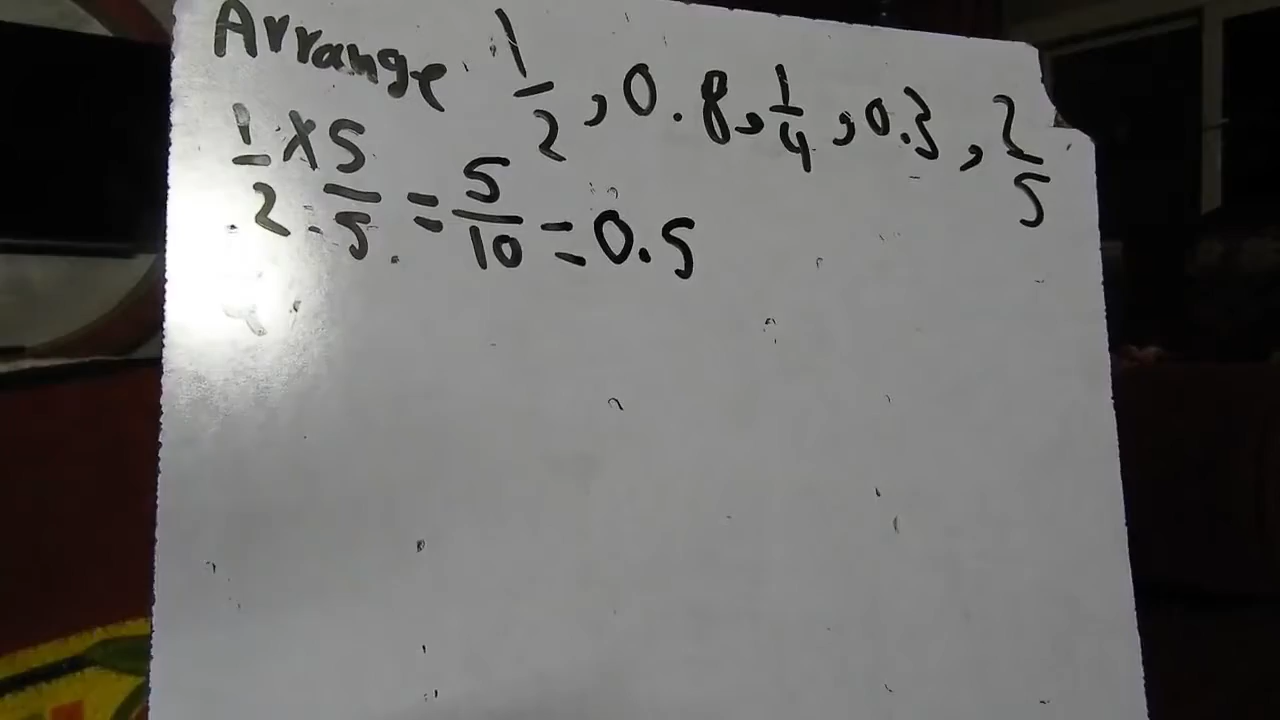 Arrange 1/2, 0.8, 1/4, 0.3, 2/5
1/2 × 5/5 = 5/10 = 0.5